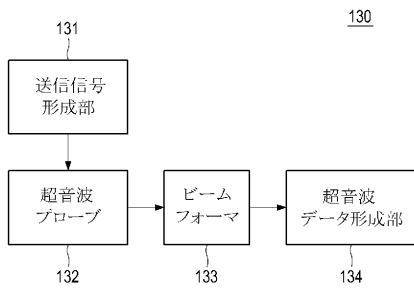 131
130
送信信号
形成部
超音波
プローブ
ビーム
フォーマ
超音波
データ形成部
132
133
134